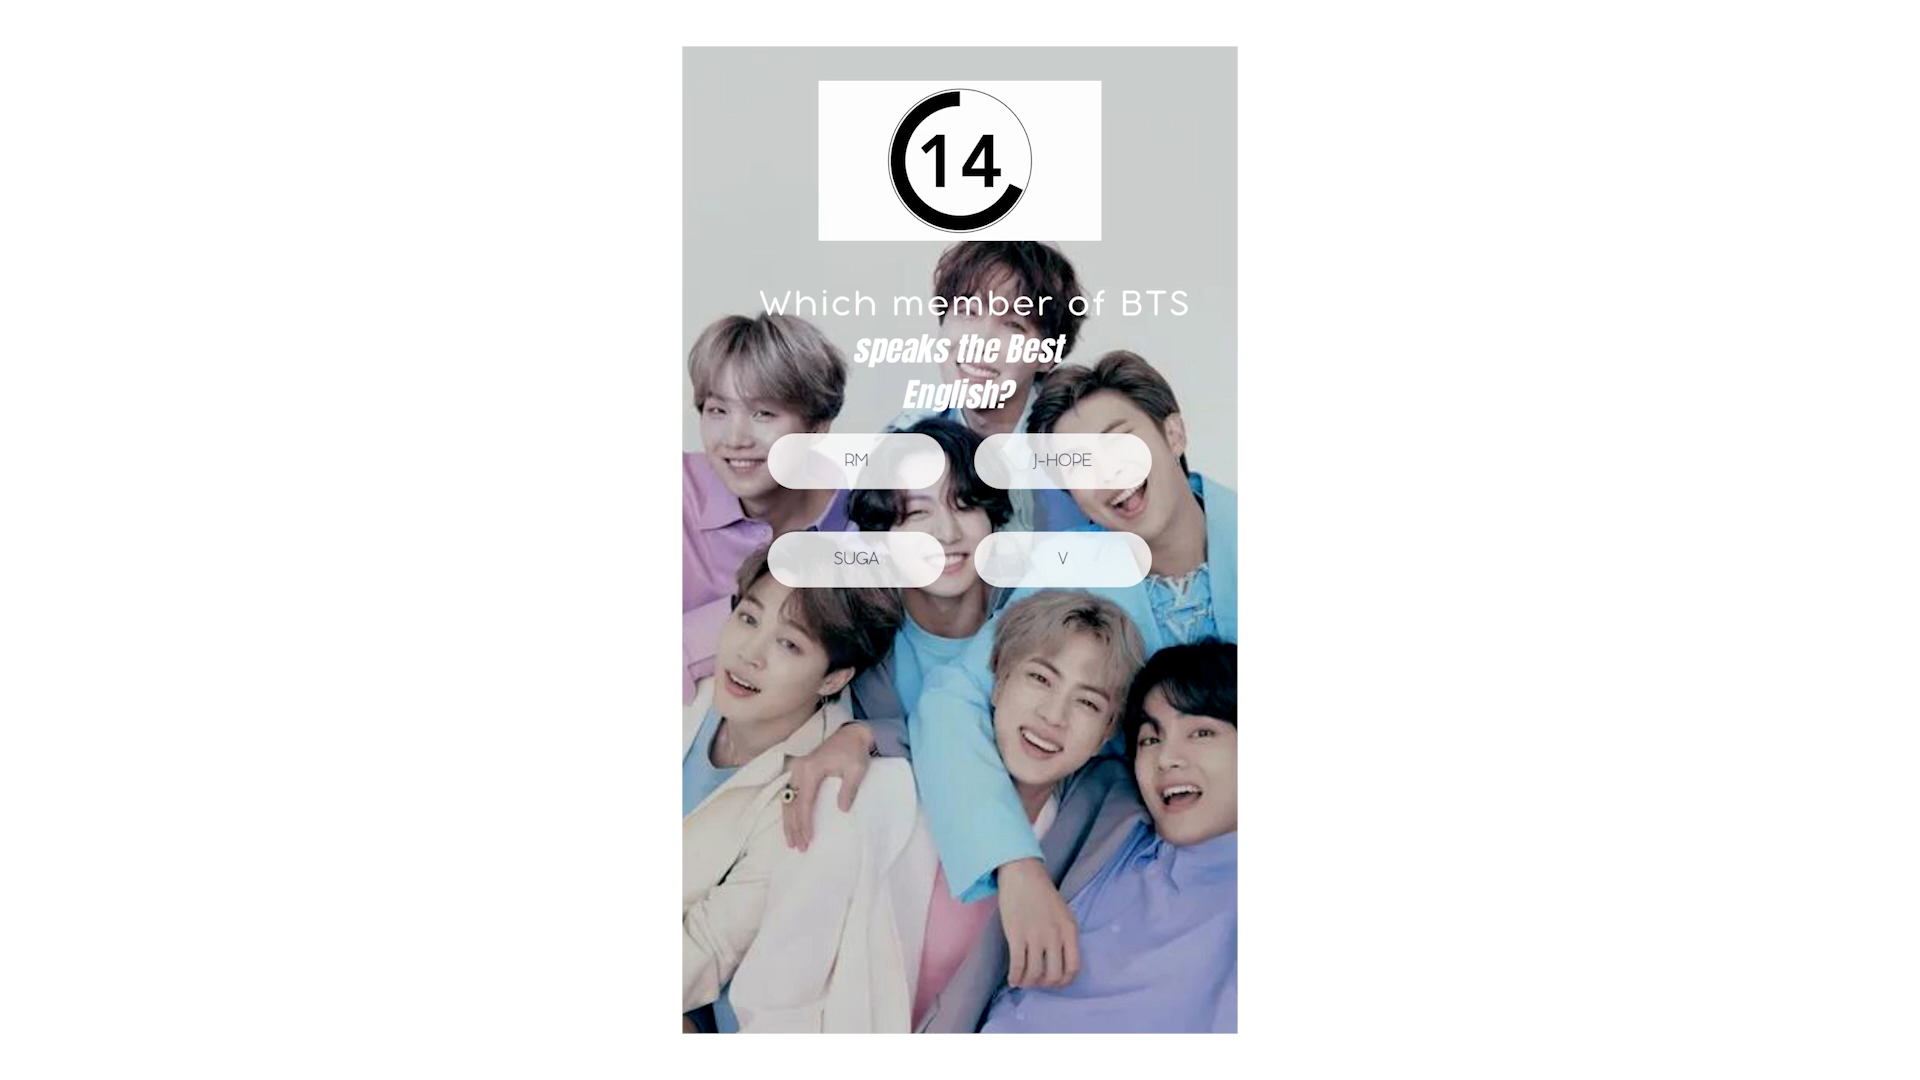 14
Which member of BTS
speaks the Best
English?
RM
J-HOPE
SUGA
V